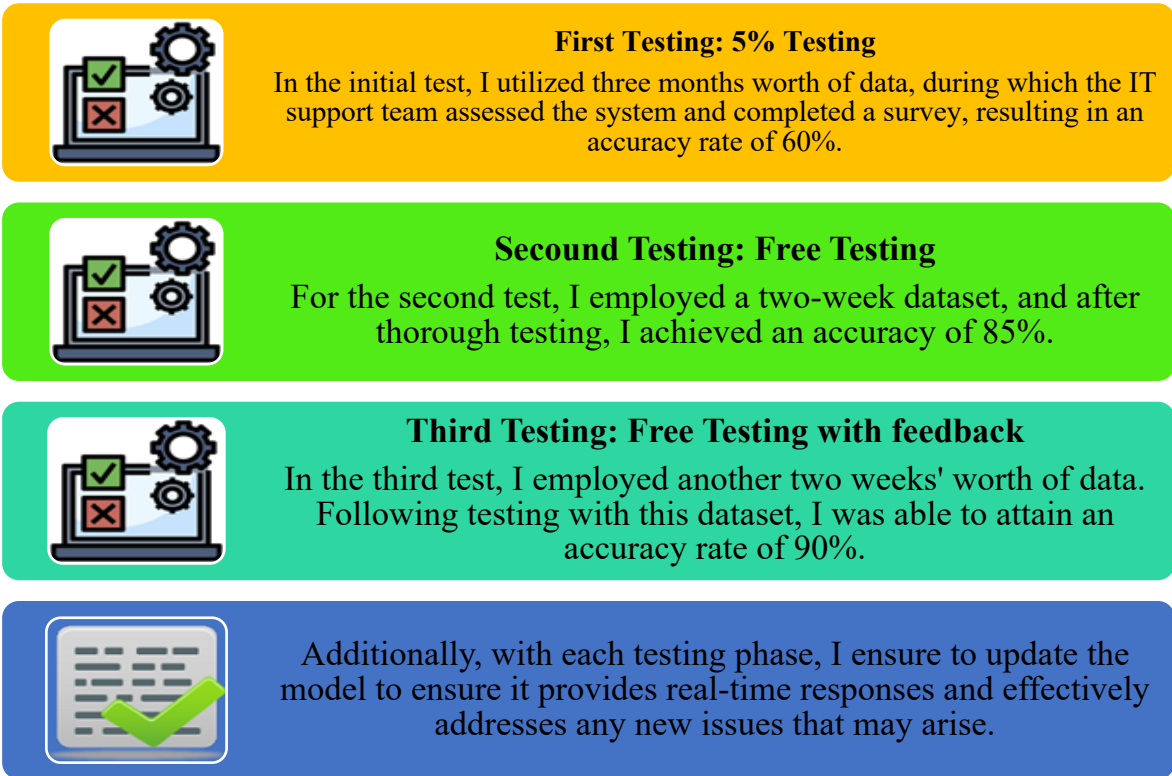 First Testing: 5% Testing
In the initial test, I utilized three months worth of data, during which the IT
support team assessed the system and completed a survey, resulting in an
accuracy rate of 60%.
Secound Testing: Free Testing
For the second test, I employed a two-week dataset, and after
thorough testing, I achieved an accuracy of 85%.
Third Testing: Free Testing with feedback
In the third test, I employed another two weeks' worth of data.
Following testing with this dataset, I was able to attain an
accuracy rate of 90%.
Additionally, with each testing phase, I ensure to update the
model to ensure it provides real-time responses and effectively
addresses any new issues that may arise.